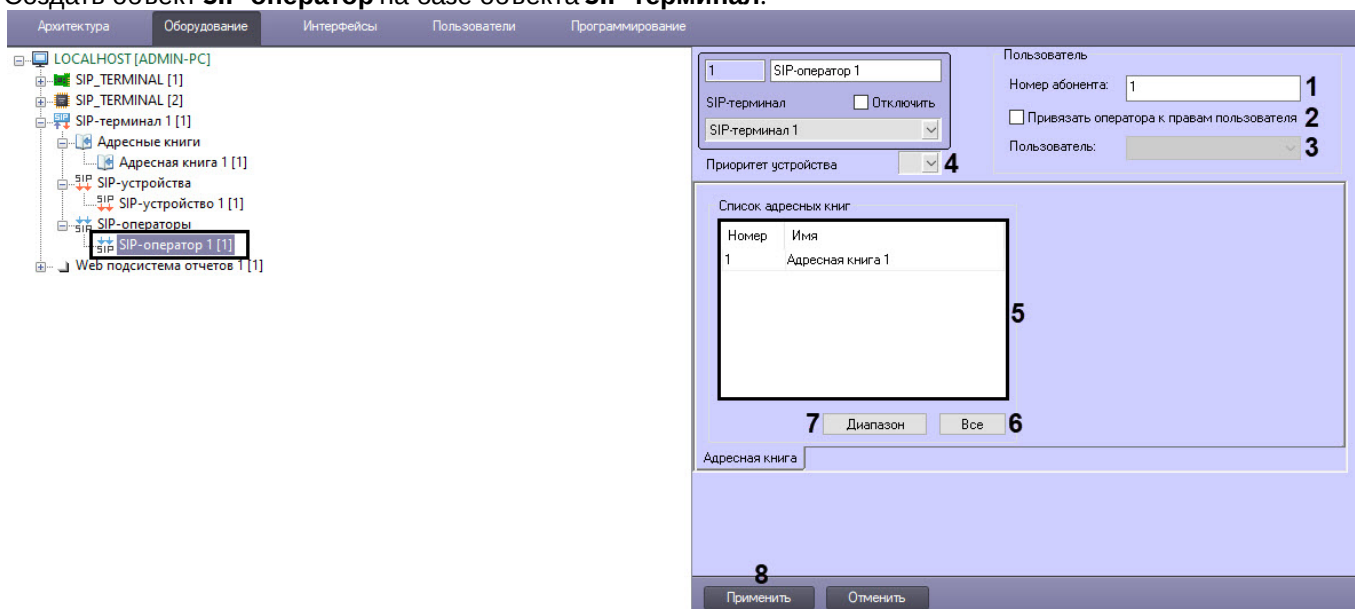 Создать объект SIP-оператор на базе объекта SIP-терминал.
Архитектура Оборудование Интерфейсы Пользователи Программирование
LOCALHOST [ADMIN-PC]
SIP_TERMINAL [1]
SIP_TERMINAL [2]
SIP-терминал 1 [1]
Адресные книги
Адресная книга 1 [1]
SIP-устройства
SIP-устройство 1 [1]
SIP-операторы
SIP-оператор 1 [1]
Web подсистема отчетов 1 [1]
1 SIP-оператор 1
SIP-терминал Отключить
SIP-терминал 1
Приоритет устройства 4
Пользователь
Номер абонента: 1 1
Привязать оператора к правам пользователя 2
Пользователь: 3
Список адресных книг
Номер Имя
1 Адресная книга 1
5
7 Диапазон Все 6
Адресная книга
8
Применить Отменить